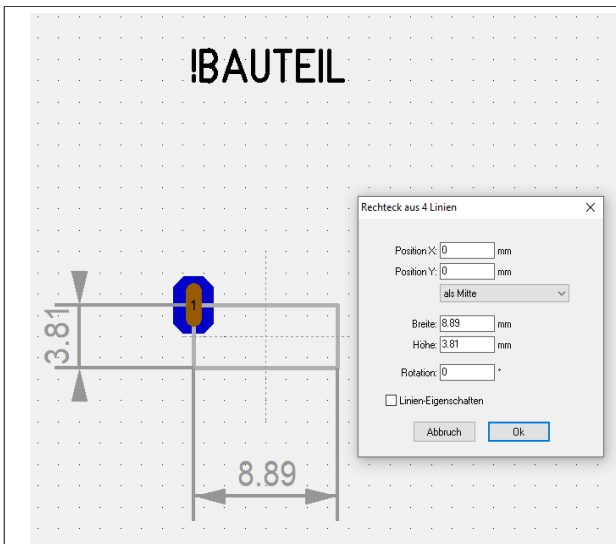 !BAUTEIL
Rechteck aus 4 Linien
Position X: 0 mm
Position Y: 0 mm
als Mitte
Breite: 8.89 mm
Höhe: 3.81 mm
Rotation: 0 °
Linien-Eigenschaften
Abbruch Ok
1
3.81
8.89